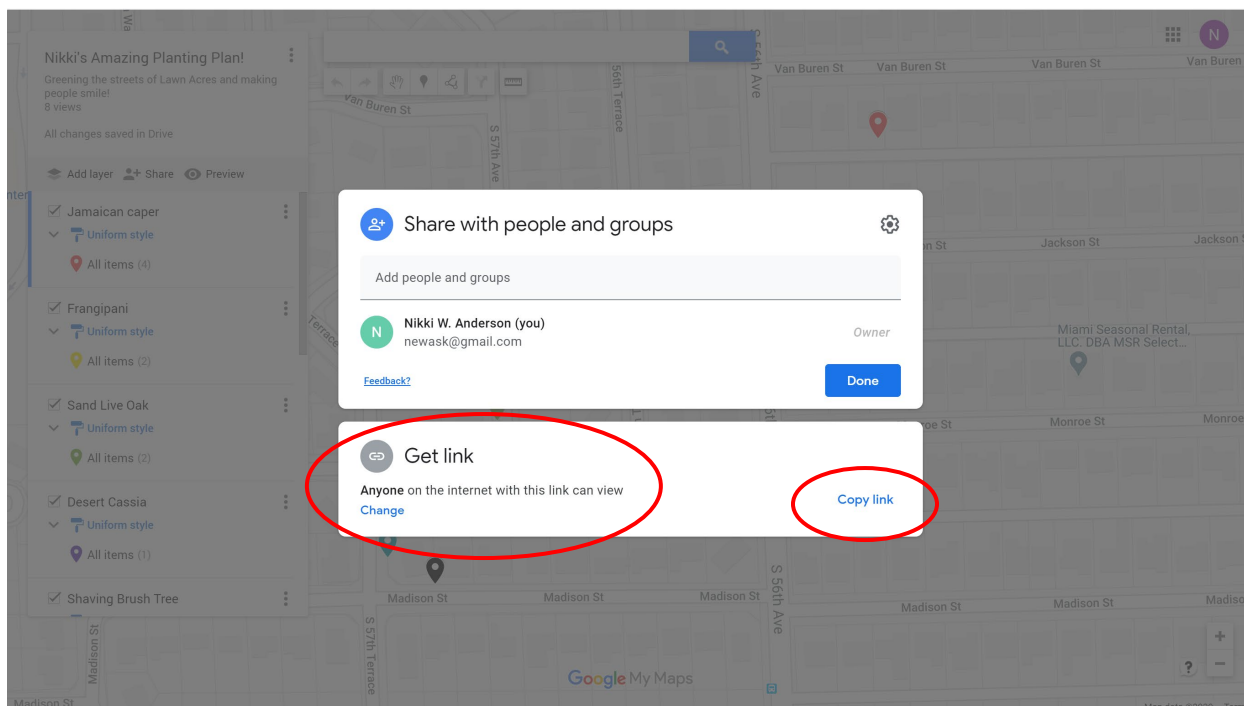 Nikki's Amazing Planting Plan!
Greening the streets of Lawn Acres and making
people smile!
8 views
All changes saved in Drive
Add layer
Share
Preview
Jamaican caper
Uniform style
All items (4)
Frangipani
Uniform style
All items (2)
Sand Live Oak
Uniform style
All items (2)
Desert Cassia
Uniform style
All items (1)
Shaving Brush Tree
Share with people and groups
Add people and groups
N
Nikki W. Anderson (you)
newask@gmail.com
Owner
Feedback?
Done
Get link
Anyone on the internet with this link can view
Change
Copy link
N
Van Buren St
Van Buren St
Van Buren St
Van Buren St
Van Buren
56th Terrace
S 56th Ave
S 57th Ave
Terrace
Jackson St
Jackson
Miami Seasonal Rental,
LLC. DBA MSR Select...
Monroe St
Monroe
Madison St
Madison St
Madison St
Madison St
Madison St
S 56th Ave
S 57th Terrace
Madison St
Madison St
Google My Maps
?
+
−